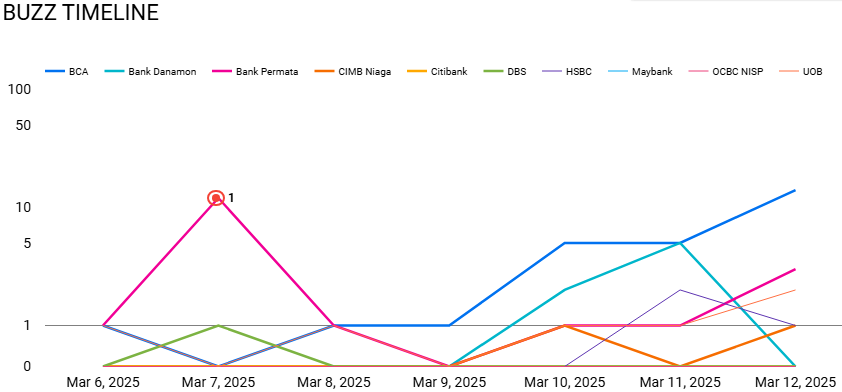 BUZZ TIMELINE
BCA Bank Danamon Bank Permata CIMB Niaga Citibank DBS HSBC Maybank OCBC NISP UOB
100
50
1
10
5
1
0
Mar 6, 2025 Mar 7, 2025 Mar 8, 2025 Mar 9, 2025 Mar 10, 2025 Mar 11, 2025 Mar 12, 2025